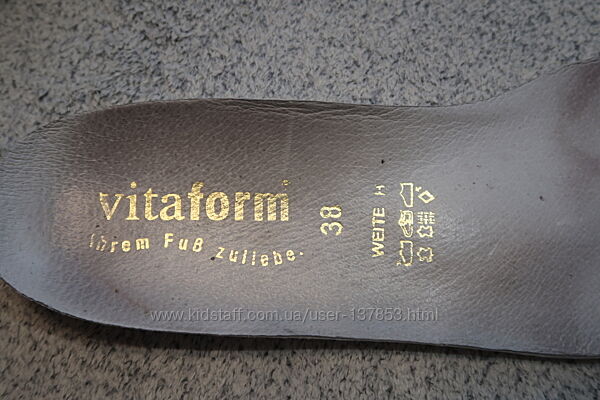 vitaform
Ihrem Fuß zuliebe.
38
WEITE H
www.kidstaff.com.ua/user-137853.html